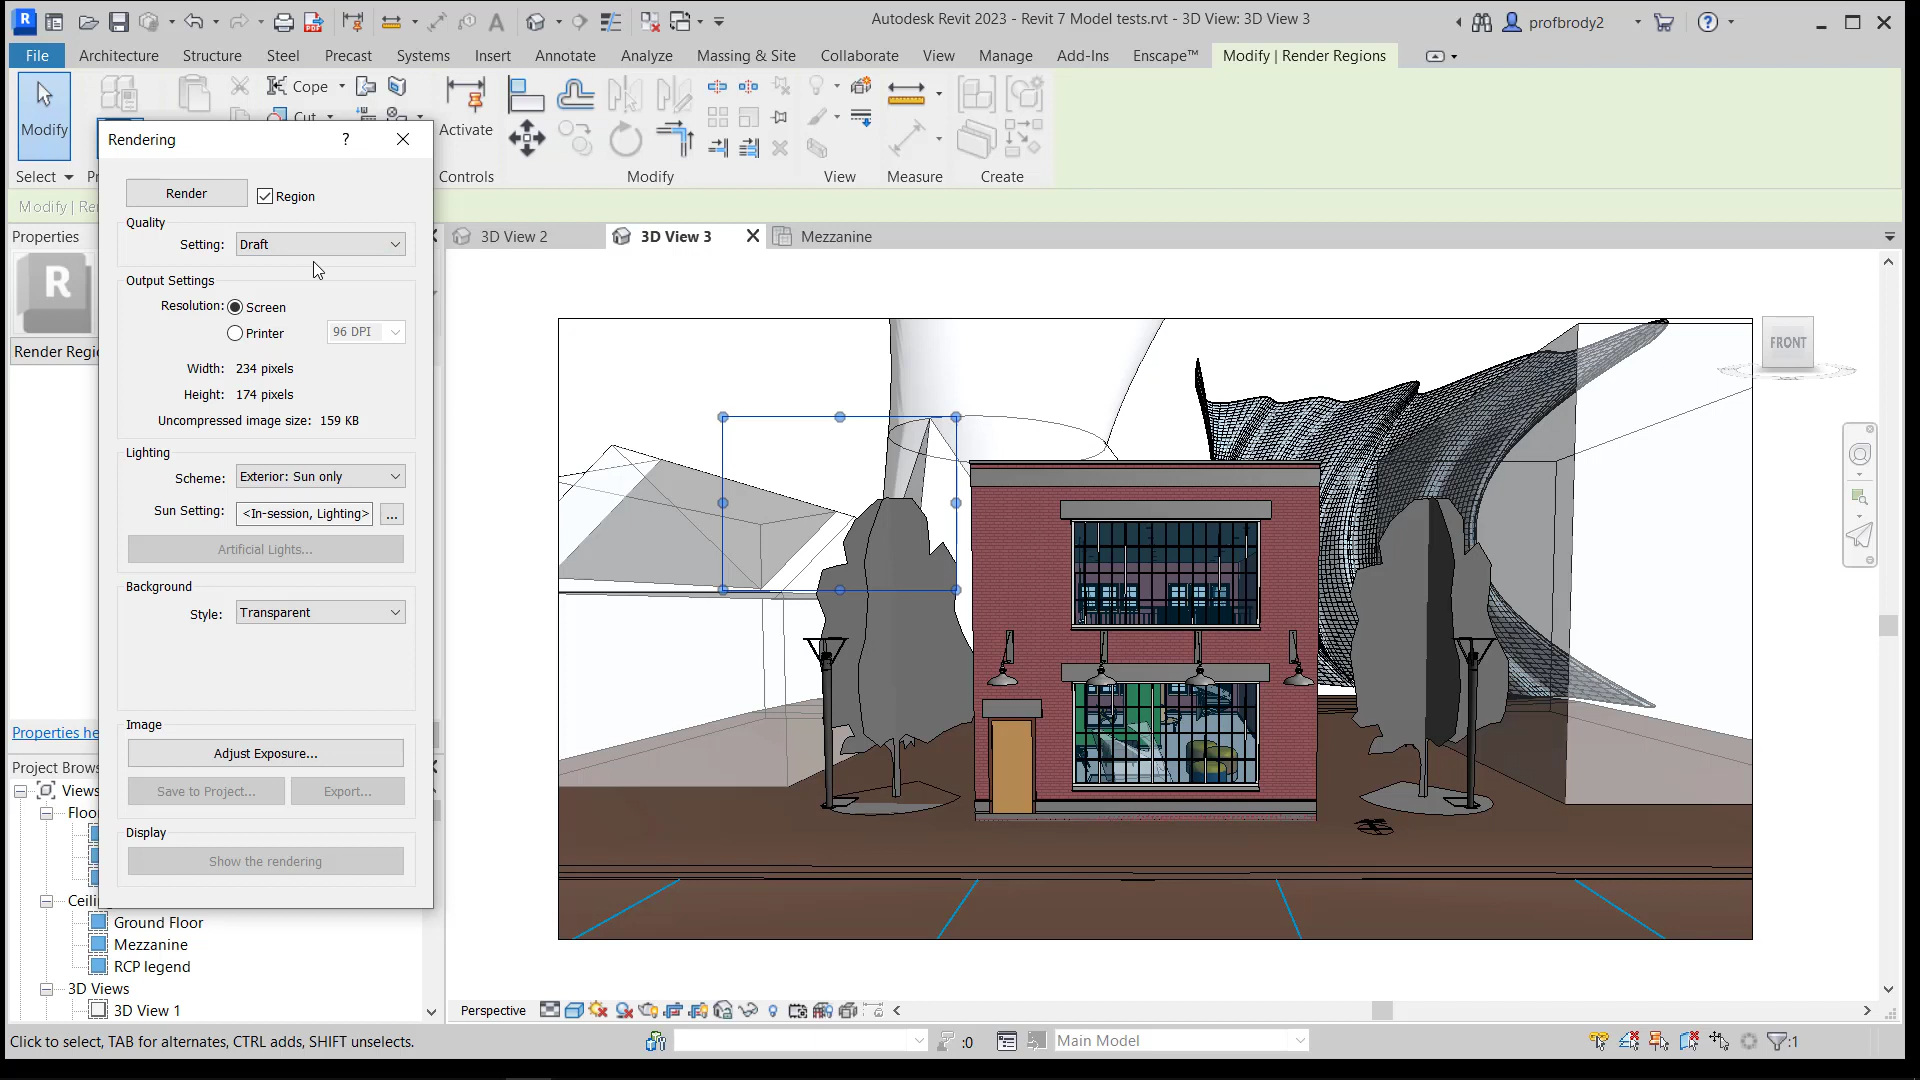 Autodesk Revit 2023 - Revit 7 Model tests.rvt - 3D View: 3D View 3
profbrody2
File Architecture Structure Steel Precast Systems Insert Annotate Analyze Massing & Site Collaborate View Manage Add-Ins Enscape™ Modify | Render Regions
Modify
Cope
Cut
Activate
Select
Controls
Modify
View
Measure
Create
Modify | Re
Rendering
Render
Region
Quality
Setting: Draft
Output Settings
Resolution: Screen
Printer 96 DPI
Width: 234 pixels
Height: 174 pixels
Uncompressed image size: 159 KB
Lighting
Scheme: Exterior: Sun only
Sun Setting: <In-session, Lighting> ...
Artificial Lights...
Background
Style: Transparent
Image
Adjust Exposure...
Save to Project... Export...
Display
Show the rendering
Properties
R
Render Regi
Properties he
Project Brows
Views
Floo
Ceili
Ground Floor
Mezzanine
RCP legend
3D Views
3D View 1
3D View 2
3D View 3
Mezzanine
FRONT
Perspective
Click to select, TAB for alternates, CTRL adds, SHIFT unselects.
:0
Main Model
:1